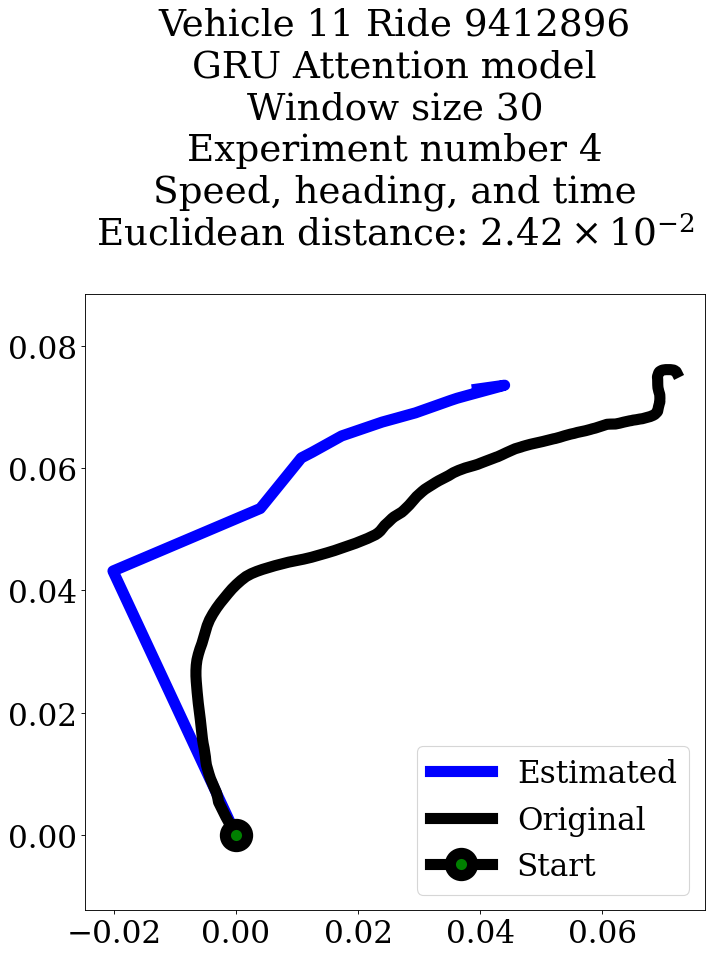 Vehicle 11 Ride 9412896
GRU Attention model
Window size 30
Experiment number 4
Speed, heading, and time
Euclidean distance: 2.42 × 10⁻²
0.08
0.06
0.04
0.02
0.00
Estimated
Original
Start
−0.02 0.00 0.02 0.04 0.06